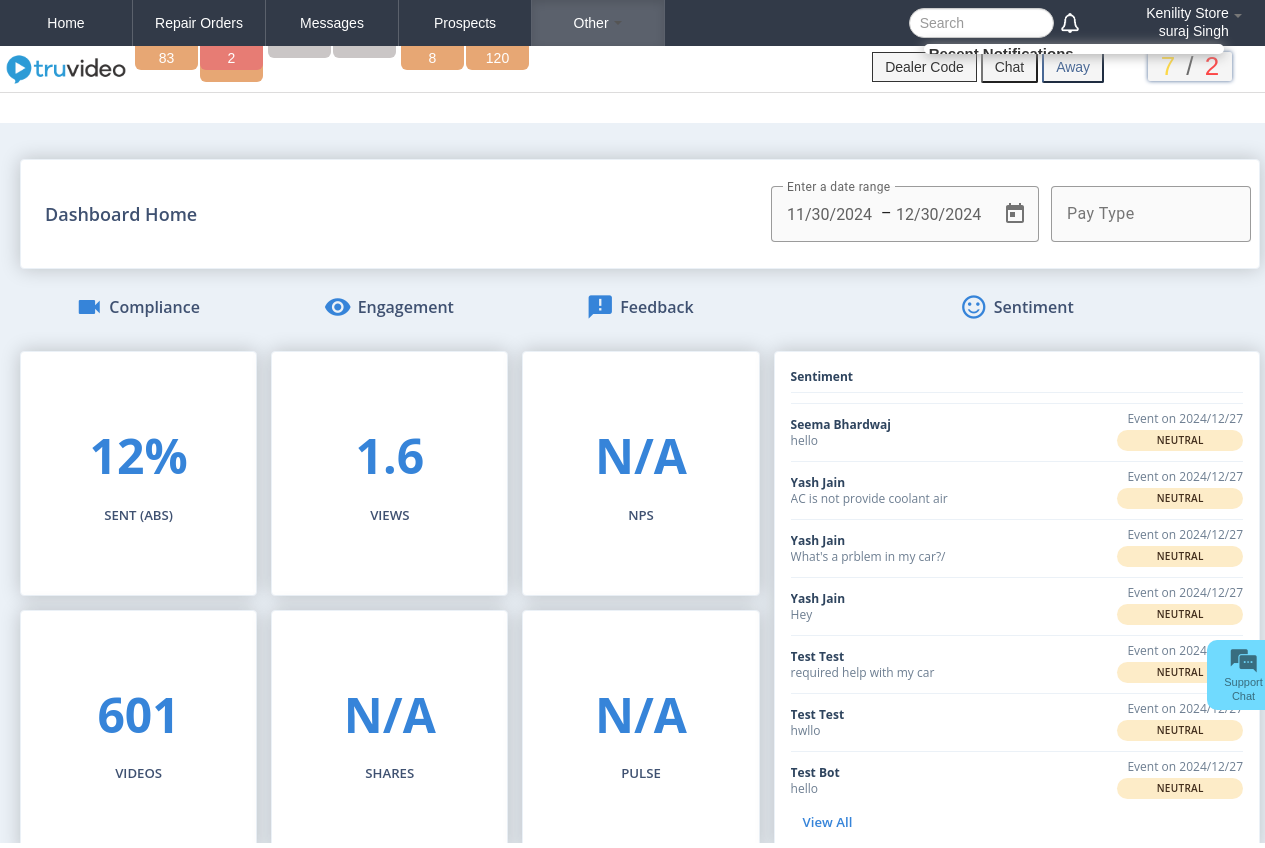 Home
Repair Orders
Messages
Prospects
Other
Search
Kenility Store
suraj Singh
truvideo
83
2
8
120
Recent Notifications
Dealer Code
Chat
Away
7 / 2
Dashboard Home
Enter a date range
11/30/2024 – 12/30/2024
Pay Type
Compliance
Engagement
Feedback
Sentiment
12%
SENT (ABS)
1.6
VIEWS
N/A
NPS
601
VIDEOS
N/A
SHARES
N/A
PULSE
Sentiment
Seema Bhardwaj
hello
Event on 2024/12/27
NEUTRAL
Yash Jain
AC is not provide coolant air
Event on 2024/12/27
NEUTRAL
Yash Jain
What's a prblem in my car?/
Event on 2024/12/27
NEUTRAL
Yash Jain
Hey
Event on 2024/12/27
NEUTRAL
Test Test
required help with my car
Event on 2024
NEUTRAL
Test Test
hwllo
Event on 2024/12/27
NEUTRAL
Test Bot
hello
Event on 2024/12/27
NEUTRAL
View All
Support
Chat